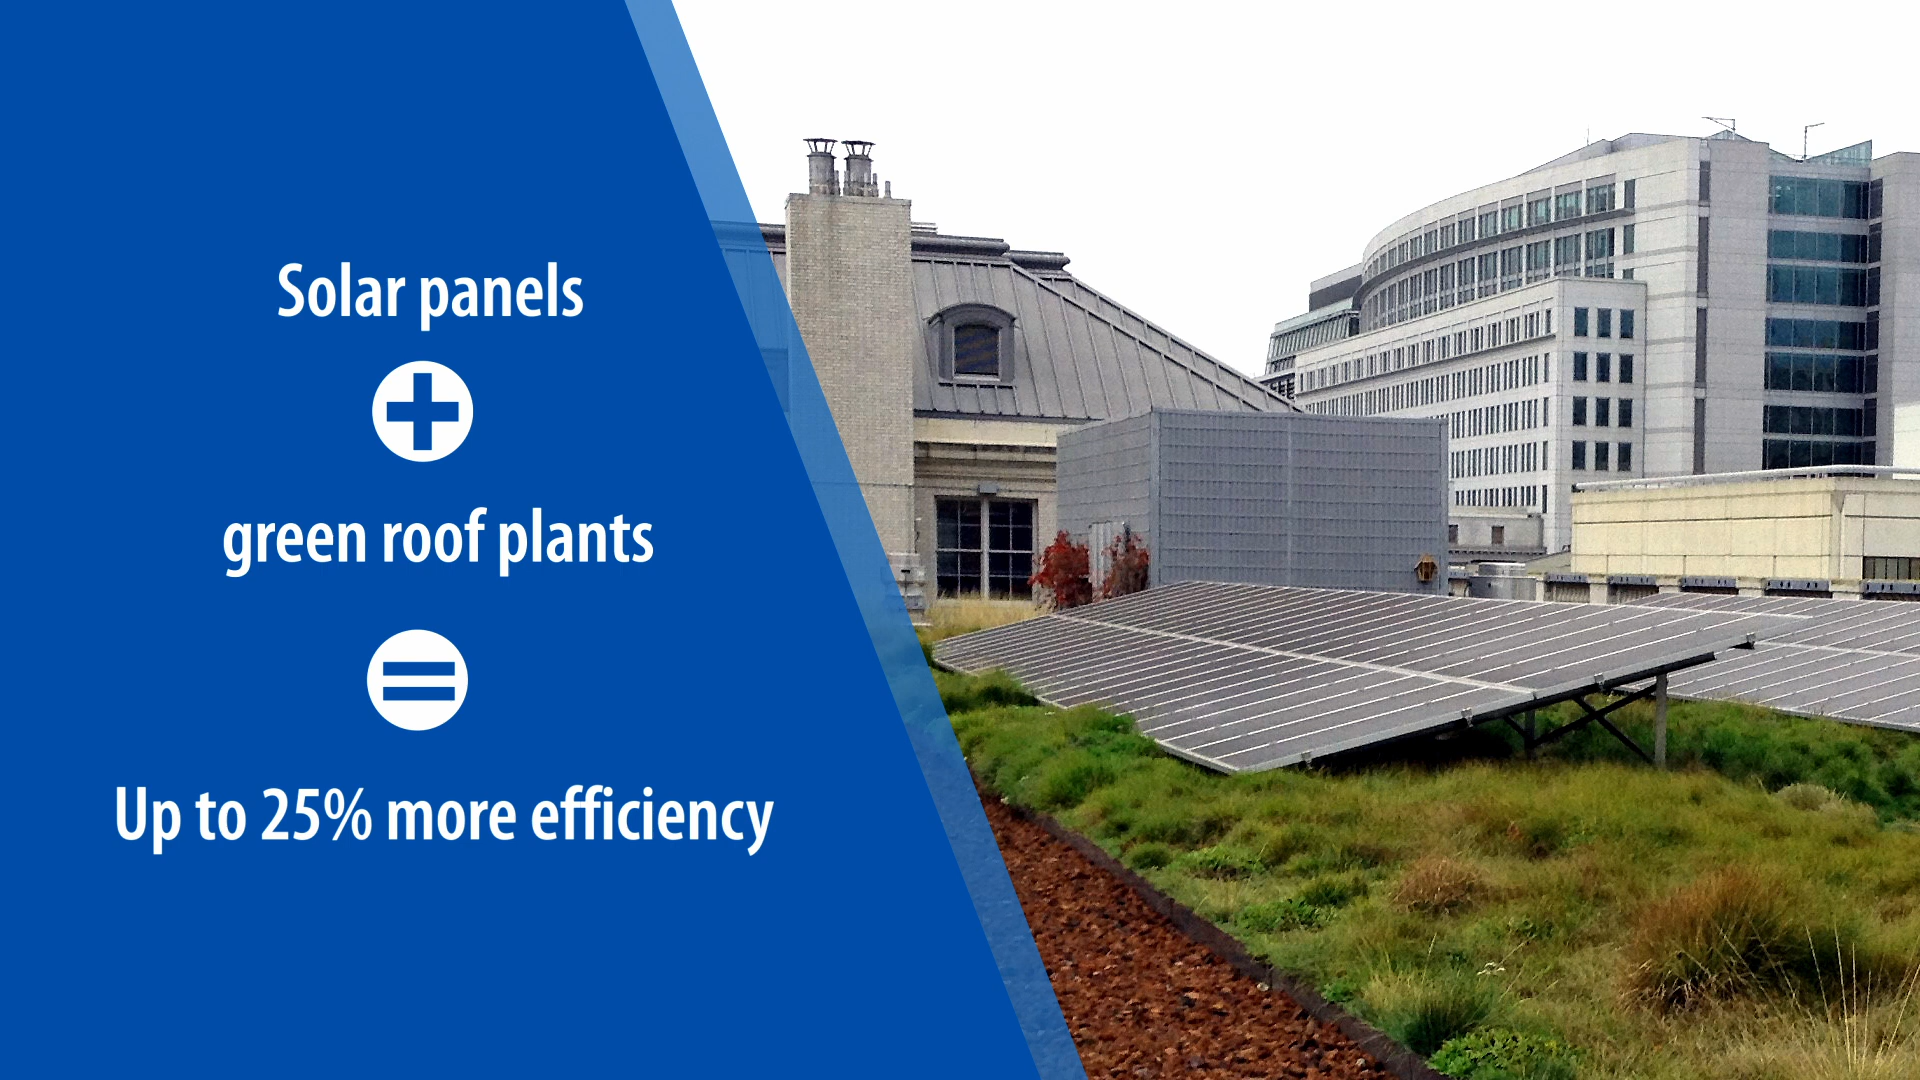 Solar panels
+
green roof plants
=
Up to 25% more efficiency